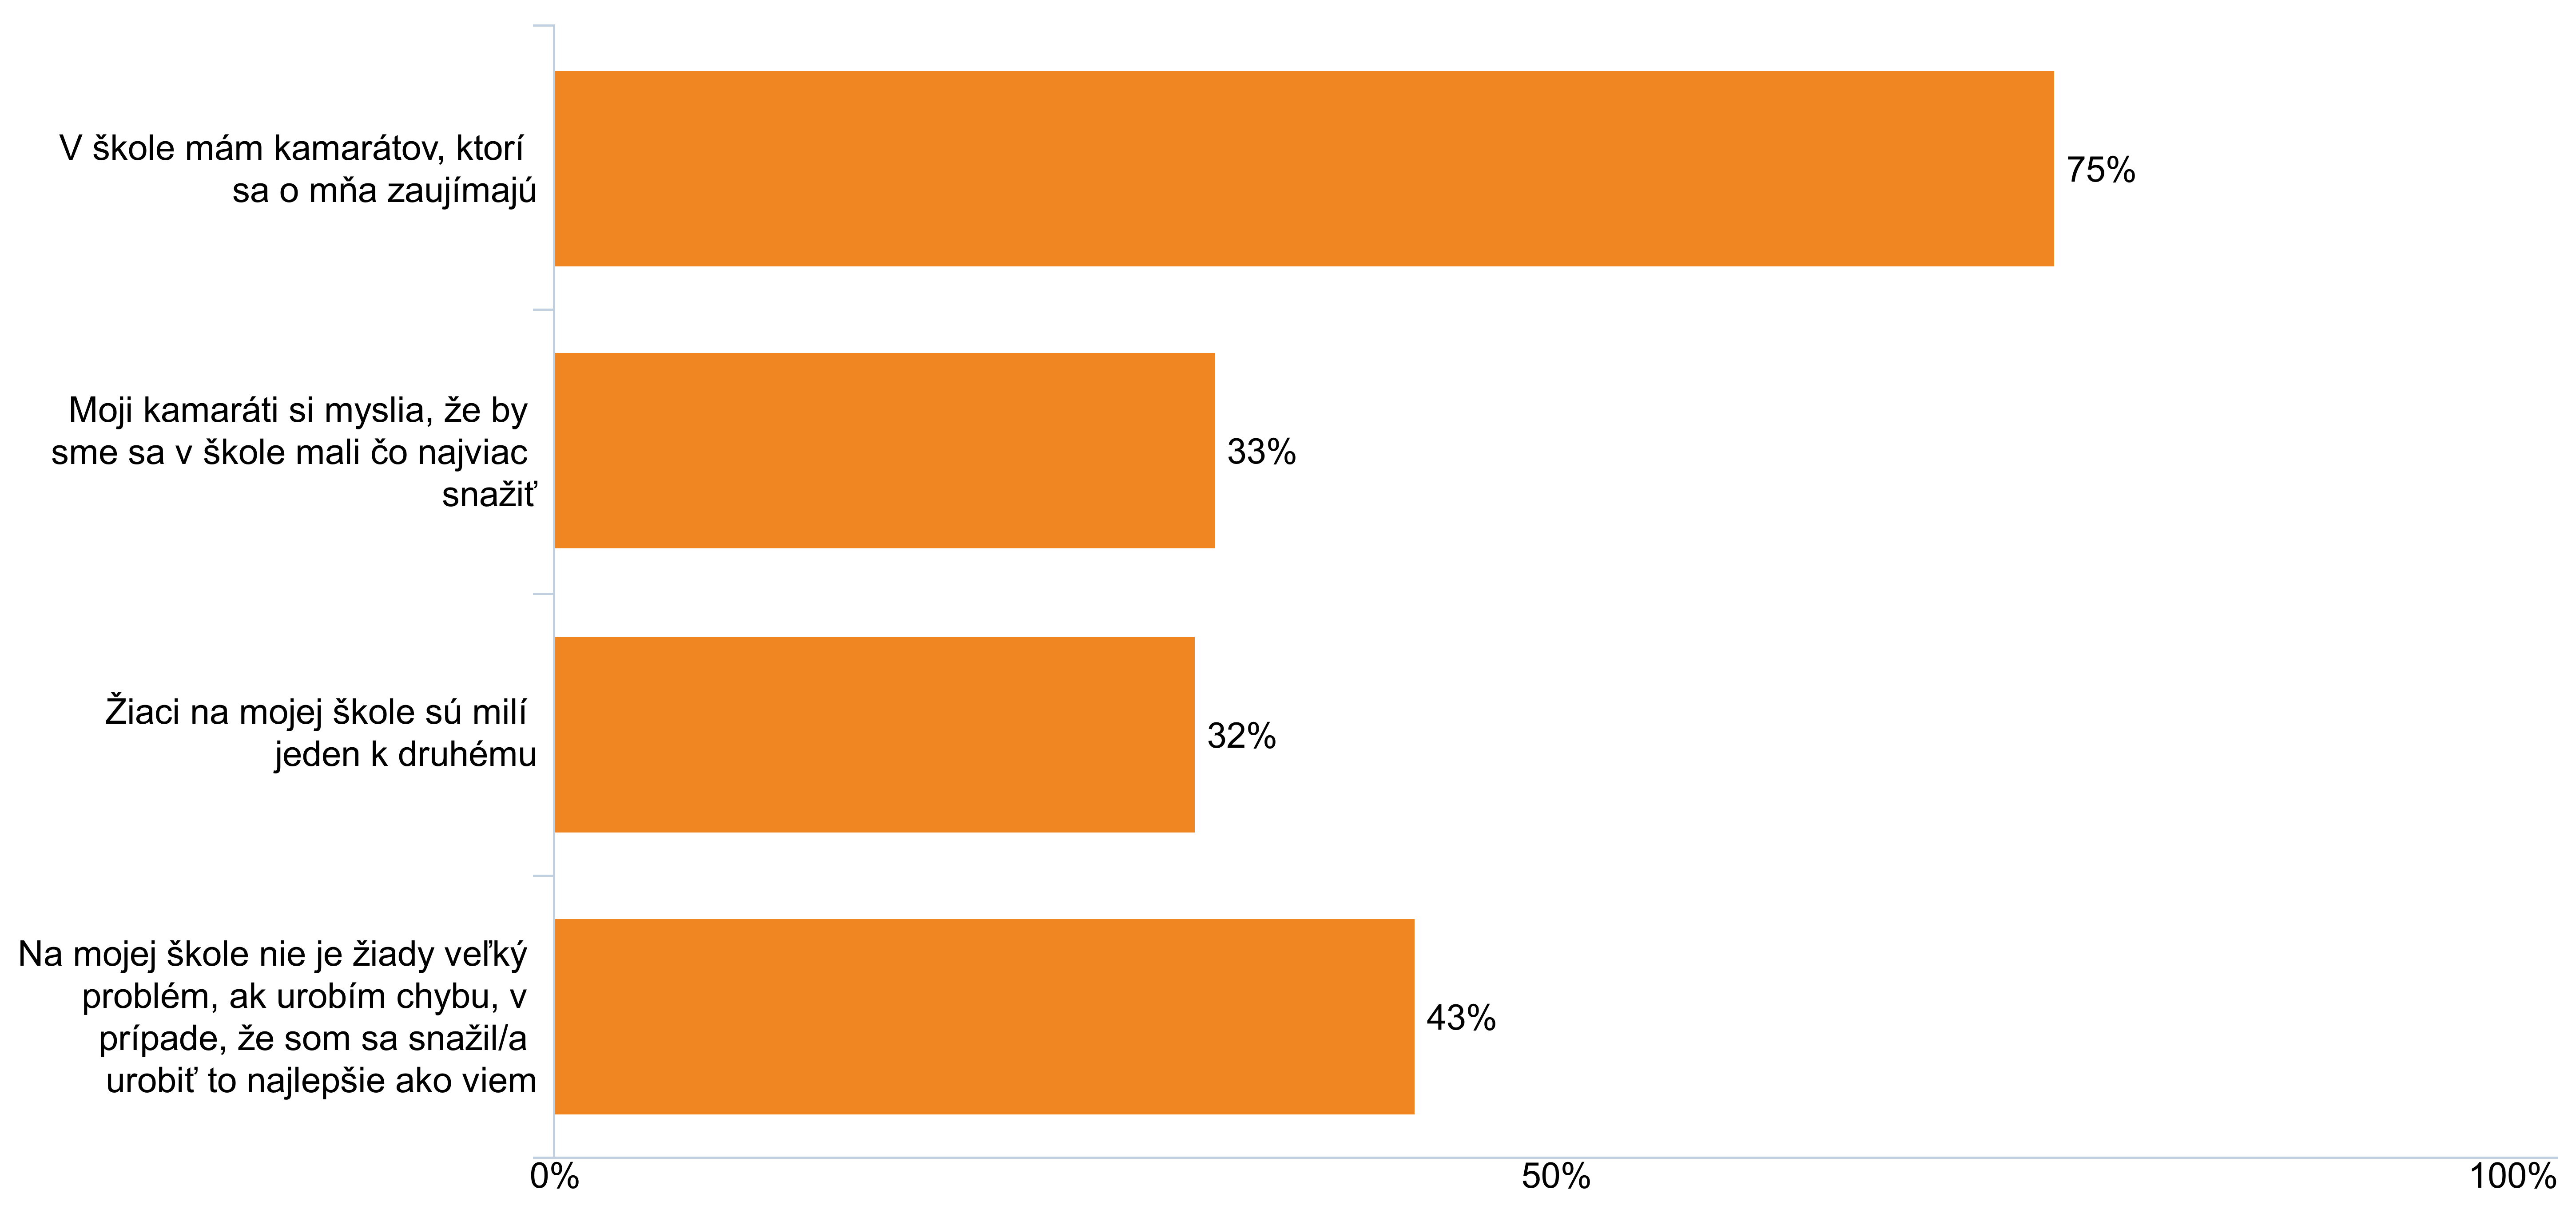 V škole mám kamarátov, ktorí
sa o mňa zaujímajú
75%
Moji kamaráti si myslia, že by
sme sa v škole mali čo najviac
snažiť
33%
Žiaci na mojej škole sú milí
jeden k druhému
32%
Na mojej škole nie je žiady veľký
problém, ak urobím chybu, v
prípade, že som sa snažil/a
urobiť to najlepšie ako viem
43%
0% 50% 100%